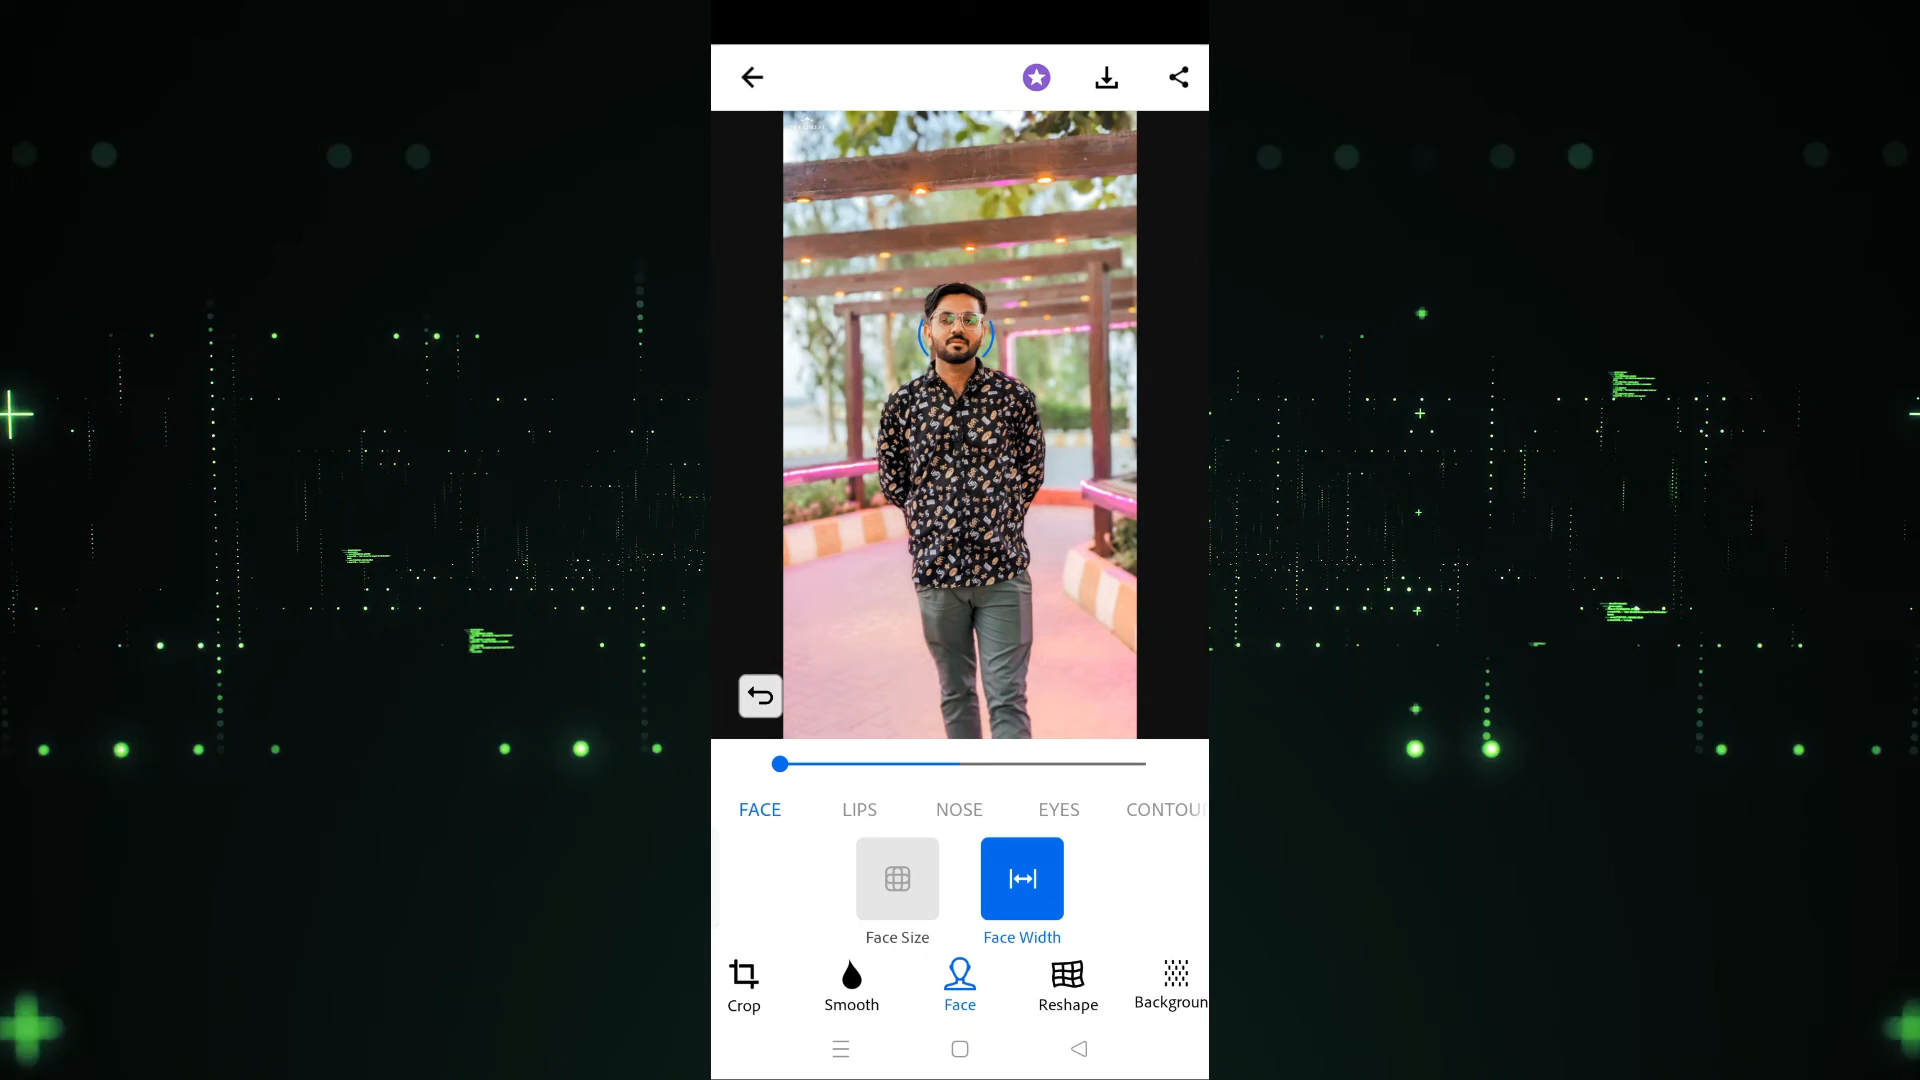 FACE LIPS NOSE EYES CONTOU
Face Size Face Width
Crop Smooth Face Reshape Backgroun